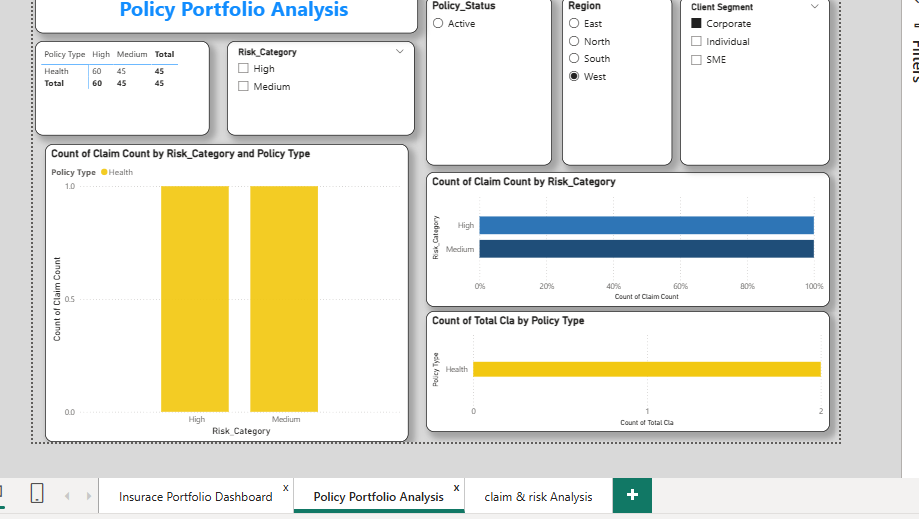 Policy Portfolio Analysis
Policy Type High Medium Total
Health 60 45 45
Total 60 45 45
Risk_Category
High
Medium
Policy_Status
Active
Region
East
North
South
West
Client Segment
Corporate
Individual
SME
Filters
Count of Claim Count by Risk_Category and Policy Type
Policy Type Health
Count of Claim Count
1.0
0.5
0.0
High Medium
Risk_Category
Count of Claim Count by Risk_Category
Risk_Category
High
Medium
0% 20% 40% 60% 80% 100%
Count of Claim Count
Count of Total Cla by Policy Type
Policy Type
Health
0 1 2
Count of Total Cla
Insurace Portfolio Dashboard x Policy Portfolio Analysis x claim & risk Analysis +